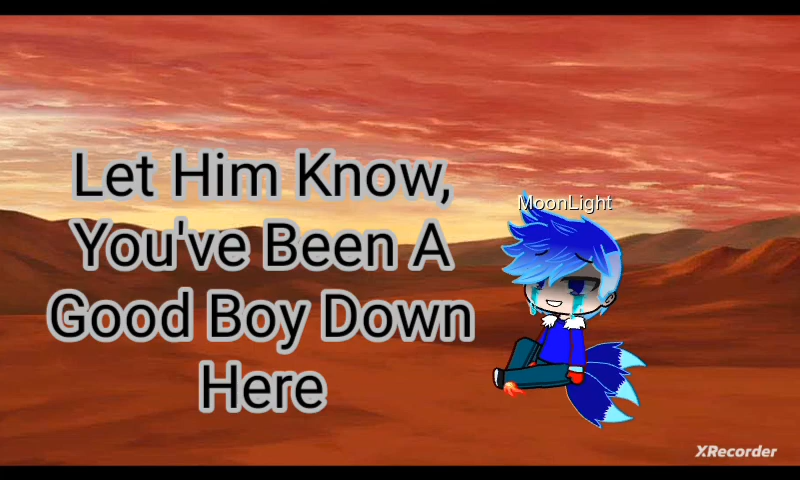 MoonLight
Let Him Know,
You've Been A
Good Boy Down
Here
XRecorder